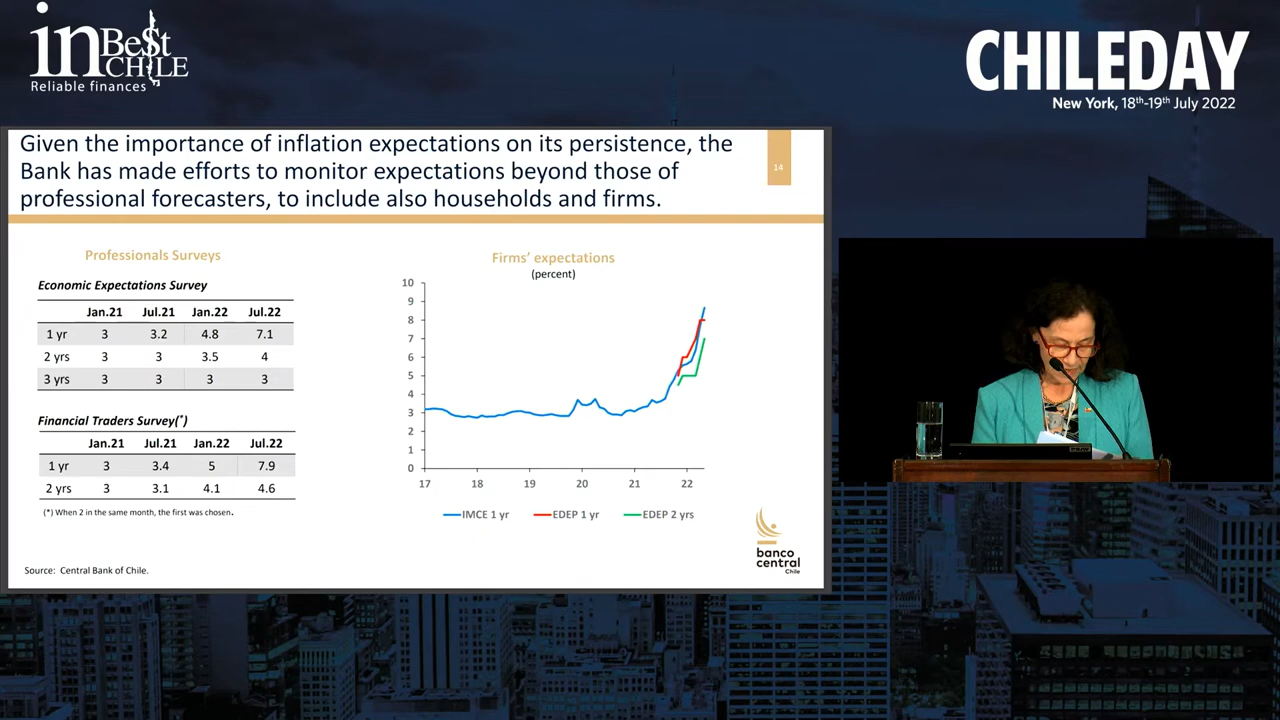 inBe$t
CHILE
Reliable finances
CHILEDAY
New York, 18th-19th July 2022
Given the importance of inflation expectations on its persistence, the
Bank has made efforts to monitor expectations beyond those of
professional forecasters, to include also households and firms.
14
Professionals Surveys
Economic Expectations Survey
Jan.21 Jul.21 Jan.22 Jul.22
1 yr 3 3.2 4.8 7.1
2 yrs 3 3 3.5 4
3 yrs 3 3 3 3
Financial Traders Survey(*)
Jan.21 Jul.21 Jan.22 Jul.22
1 yr 3 3.4 5 7.9
2 yrs 3 3.1 4.1 4.6
(*) When 2 in the same month, the first was chosen.
Firms' expectations
(percent)
10
9
8
7
6
5
4
3
2
1
0
17 18 19 20 21 22
IMCE 1 yr EDEP 1 yr EDEP 2 yrs
banco
central
Chile
Source: Central Bank of Chile.